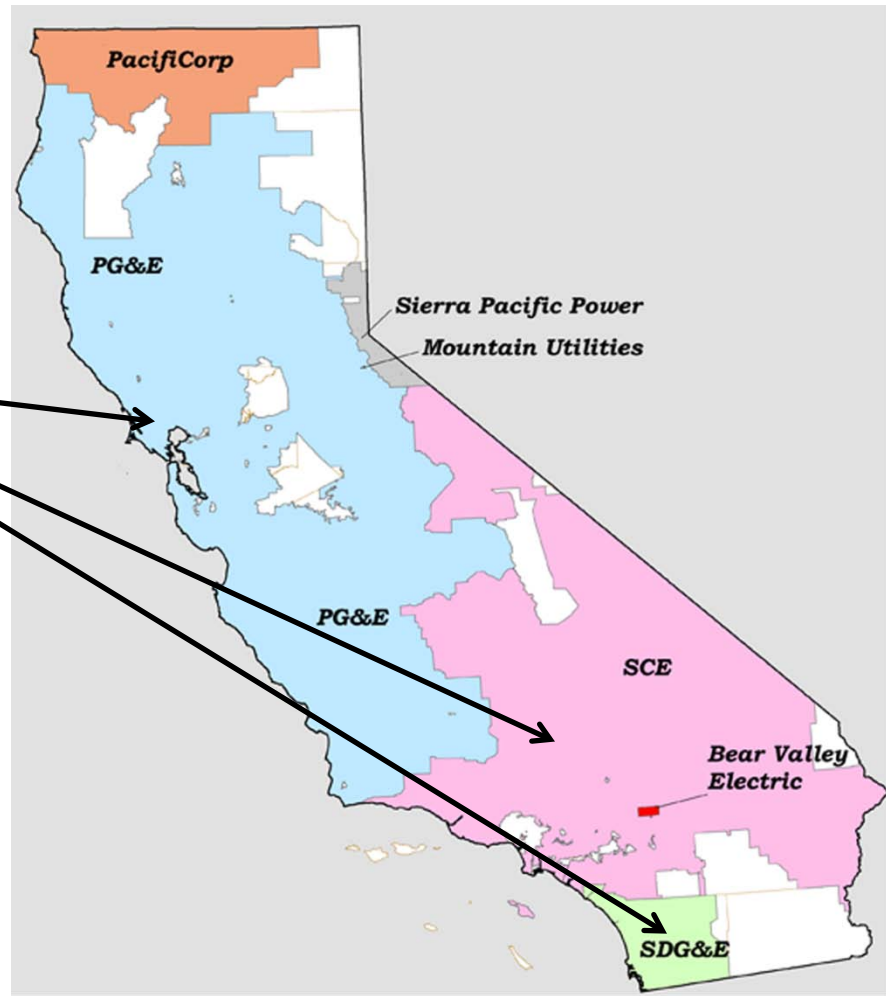 PacifiCorp
PG&E
Sierra Pacific Power
Mountain Utilities
PG&E
SCE
Bear Valley
Electric
SDG&E